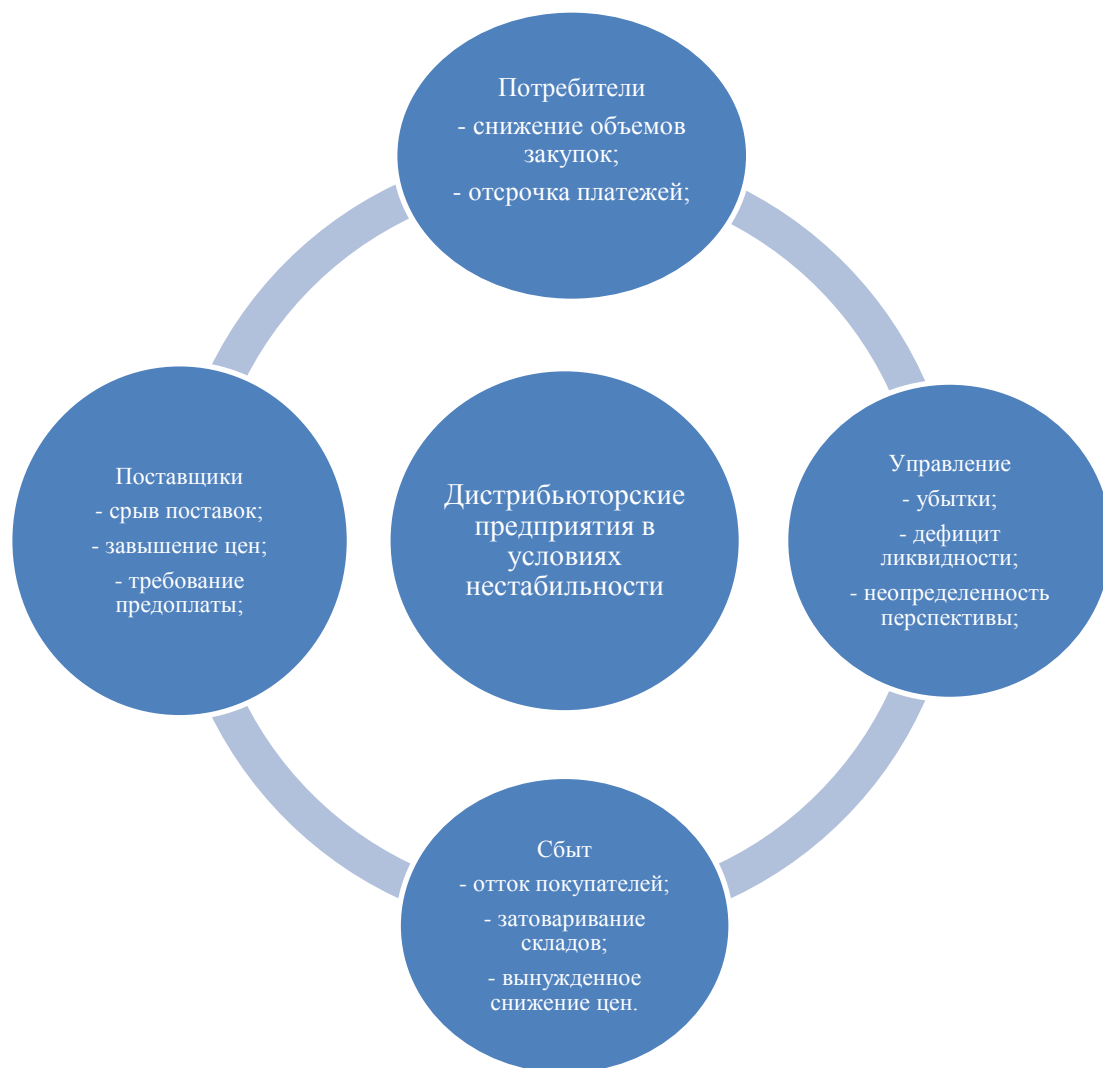 Потребители
- снижение объемов
закупок;
- отсрочка платежей;
Поставщики
- срыв поставок;
- завышение цен;
- требование
предоплаты;
Дистрибьюторские
предприятия в
условиях
нестабильности
Управление
- убытки;
- дефицит
ликвидности;
- неопределенность
перспективы;
Сбыт
- отток покупателей;
- затоваривание
складов;
- вынужденное
снижение цен.